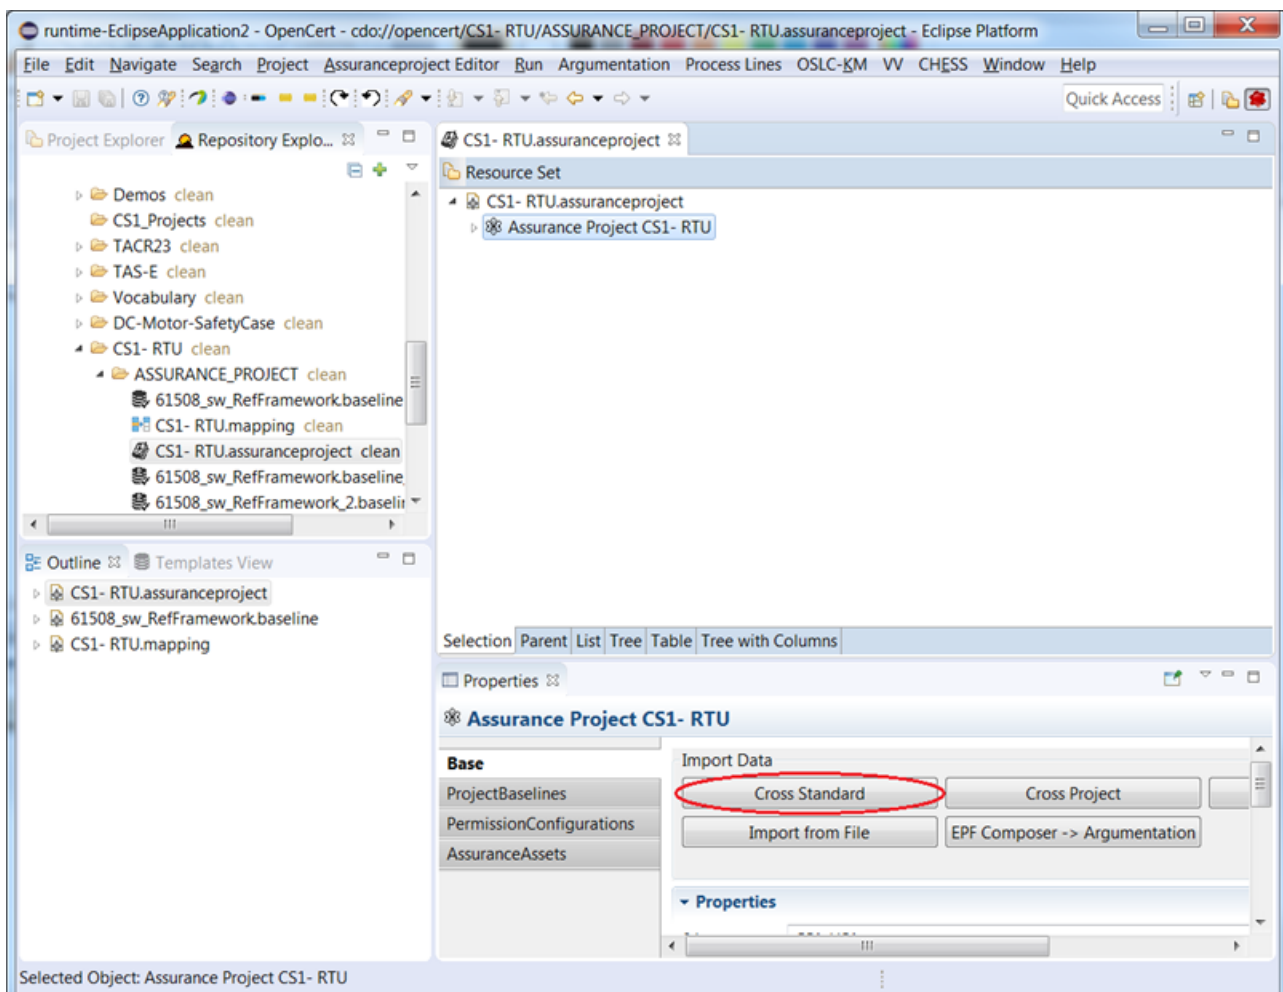 runtime-EclipseApplication2 - OpenCert - cdo://opencert/CS1- RTU/ASSURANCE_PROJECT/CS1- RTU.assuranceproject - Eclipse Platform
File Edit Navigate Search Project Assuranceproject Editor Run Argumentation Process Lines OSLC-KM VV CHESS Window Help
Quick Access
Project Explorer Repository Explo...
Demos clean
CS1_Projects clean
TACR23 clean
TAS-E clean
Vocabulary clean
DC-Motor-SafetyCase clean
CS1- RTU clean
ASSURANCE_PROJECT clean
61508_sw_RefFramework.baseline
CS1- RTU.mapping clean
CS1- RTU.assuranceproject clean
61508_sw_RefFramework.baseline
61508_sw_RefFramework_2.baselin
CS1- RTU.assuranceproject
Resource Set
CS1- RTU.assuranceproject
Assurance Project CS1- RTU
Selection Parent List Tree Table Tree with Columns
Outline Templates View
CS1- RTU.assuranceproject
61508_sw_RefFramework.baseline
CS1- RTU.mapping
Properties
Assurance Project CS1- RTU
Base
ProjectBaselines
PermissionConfigurations
AssuranceAssets
Import Data
Cross Standard Cross Project
Import from File EPF Composer -> Argumentation
Properties
Selected Object: Assurance Project CS1- RTU